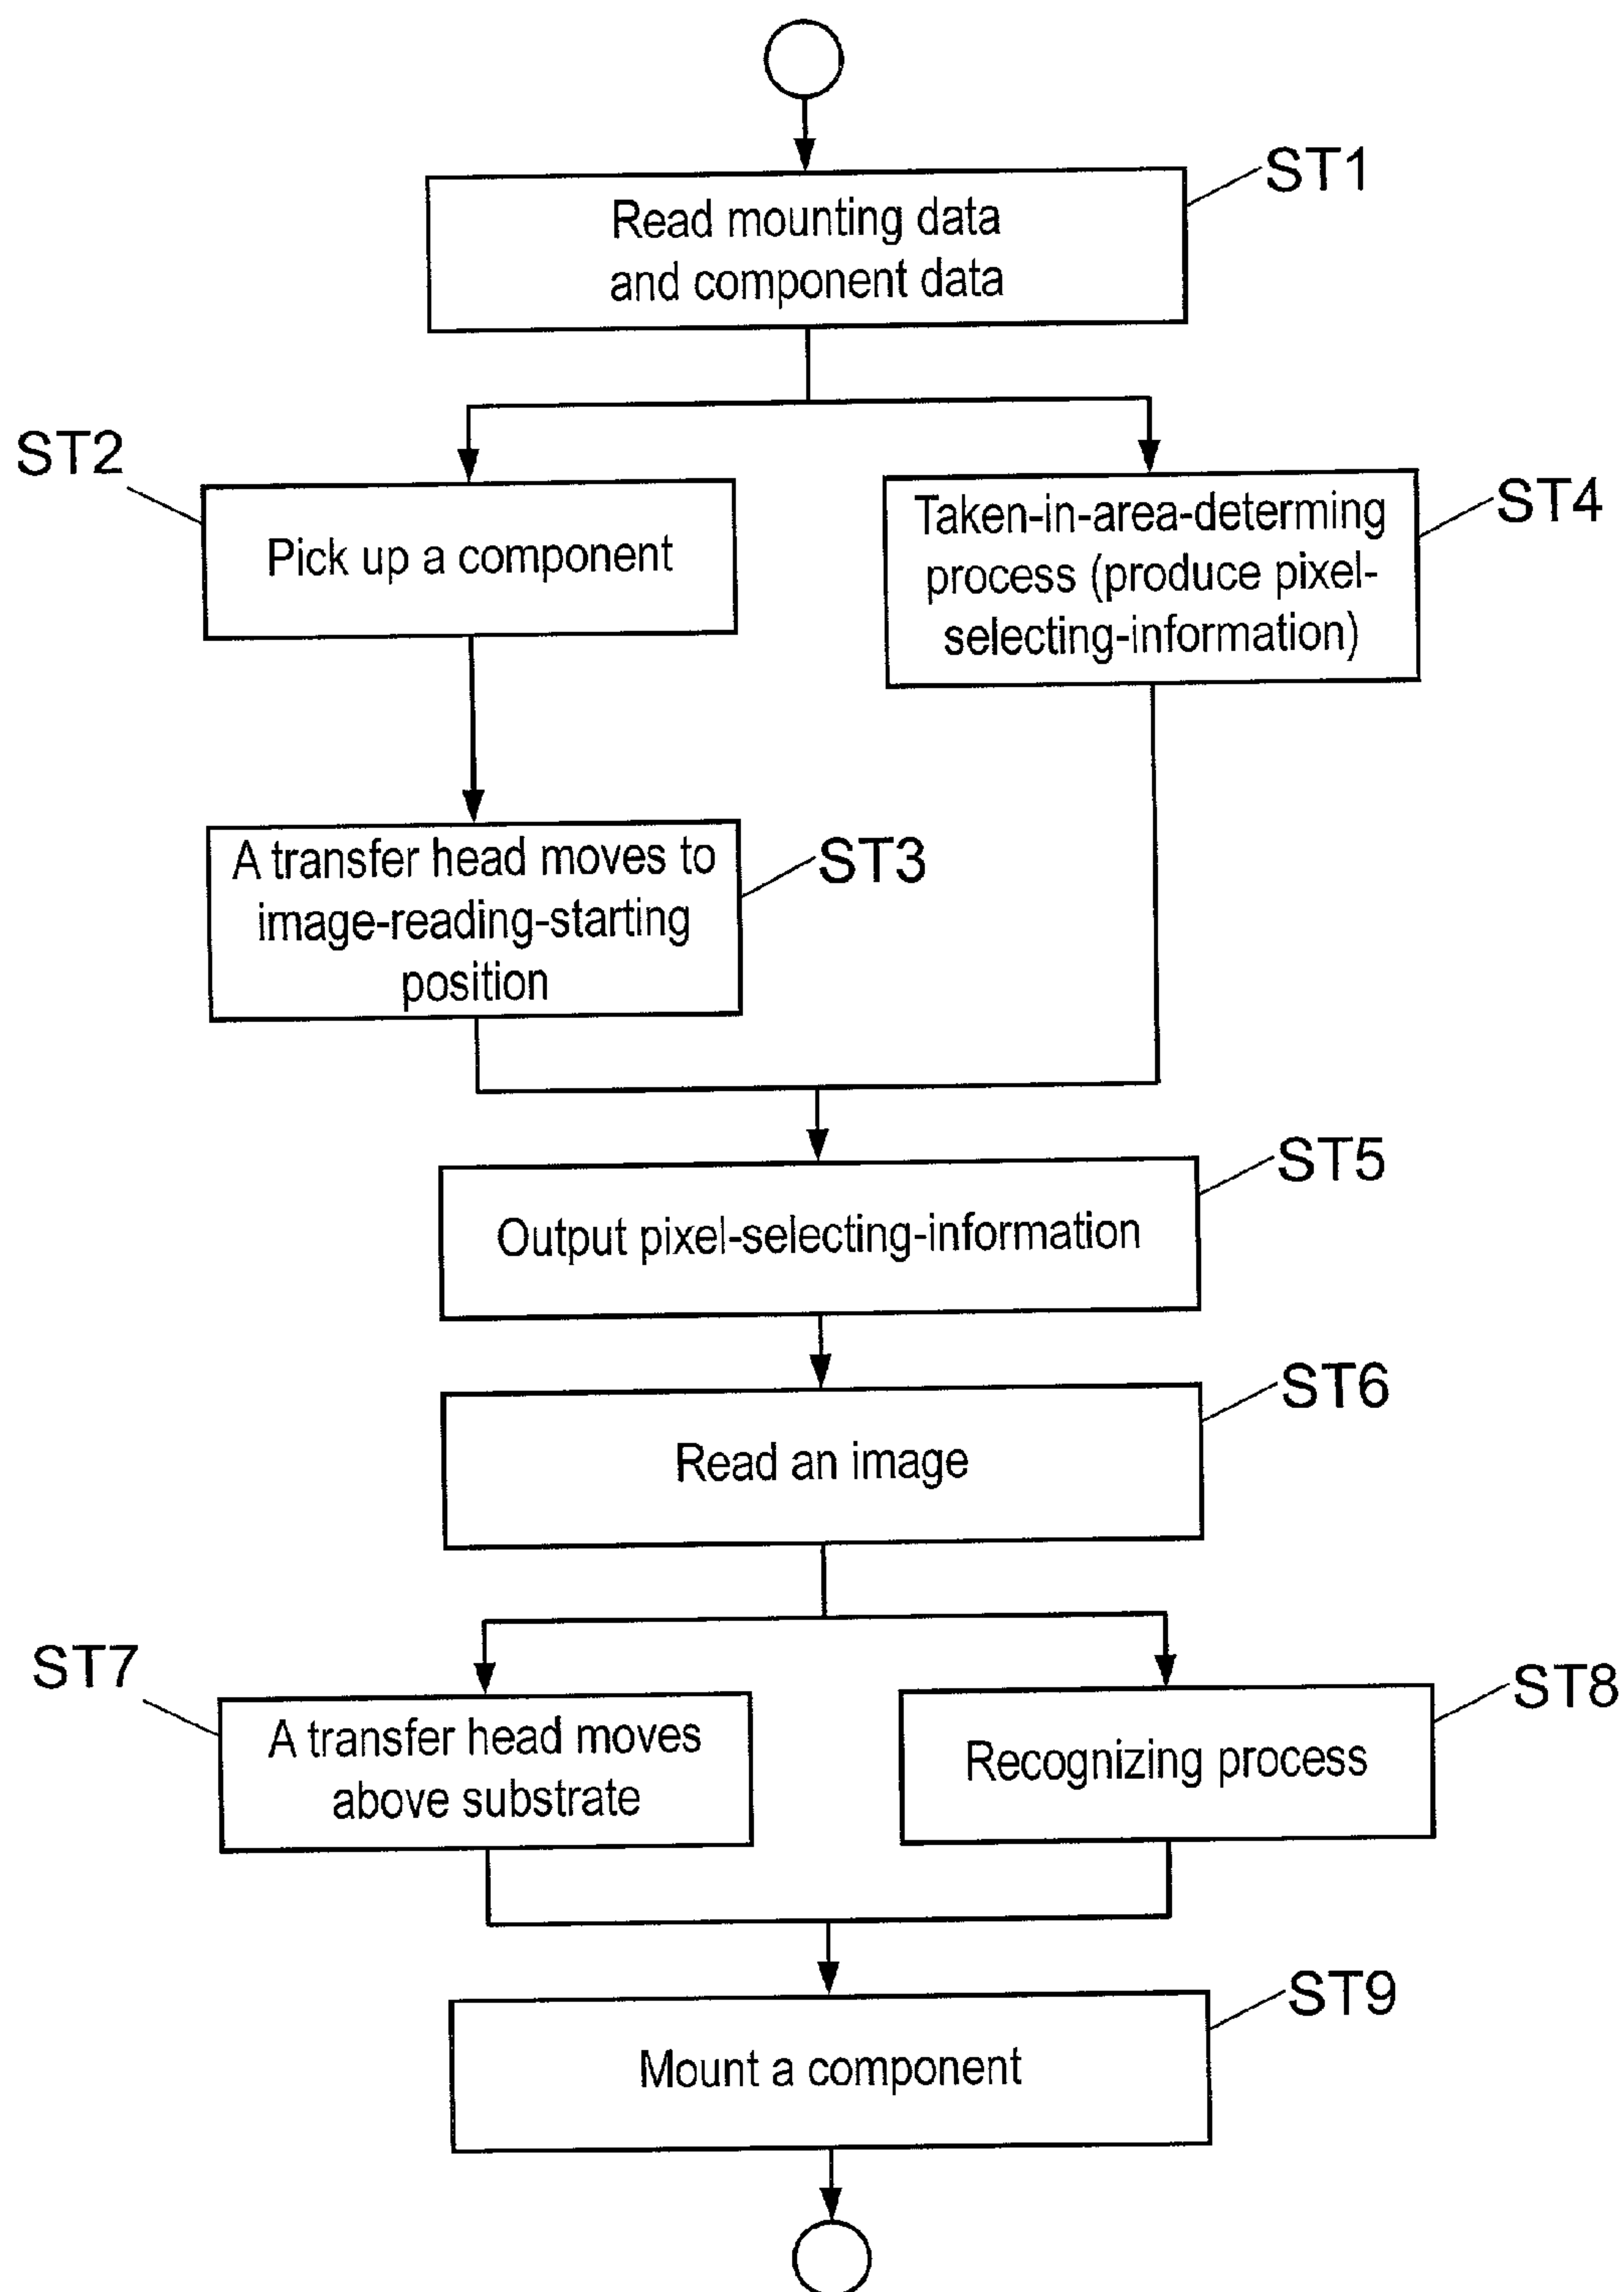 ST1
Read mounting data
and component data
ST2
Pick up a component
ST4
Taken-in-area-determing
process (produce pixel-
selecting-information)
ST3
A transfer head moves to
image-reading-starting
position
ST5
Output pixel-selecting-information
ST6
Read an image
ST7
A transfer head moves
above substrate
ST8
Recognizing process
ST9
Mount a component